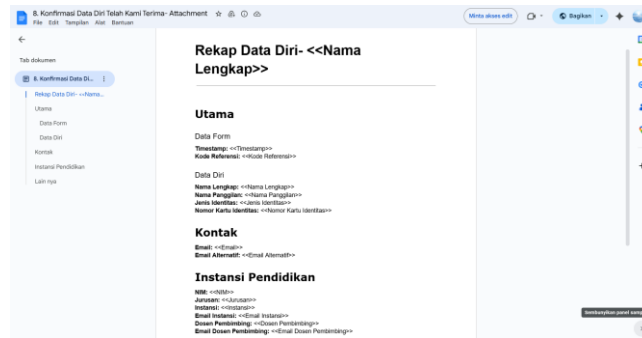 8. Konfirmasi Data Diri Telah Kami Terima- Attachment
File Edit Tampilan Alat Bantuan
Minta akses edit
Bagikan
Tab dokumen
8. Konfirmasi Data Di...
Rekap Data Diri- <<Nama...
Utama
Data Form
Data Diri
Kontak
Instansi Pendidikan
Lain nya
Rekap Data Diri- <<Nama
Lengkap>>
Utama
Data Form
Timestamp: <<Timestamp>>
Kode Referensi: <<Kode Referensi>>
Data Diri
Nama Lengkap: <<Nama Lengkap>>
Nama Panggilan: <<Nama Panggilan>>
Jenis Identitas: <<Jenis Identitas>>
Nomor Kartu Identitas: <<Nomor Kartu Identitas>>
Kontak
Email: <<Email>>
Email Alternatif: <<Email Alternatif>>
Instansi Pendidikan
NIM: <<NIM>>
Jurusan: <<Jurusan>>
Instansi: <<Instansi>>
Email Instansi: <<Email Instansi>>
Dosen Pembimbing: <<Dosen Pembimbing>>
Email Dosen Pembimbing: <<Email Dosen Pembimbing>>
Sembunyikan panel samp